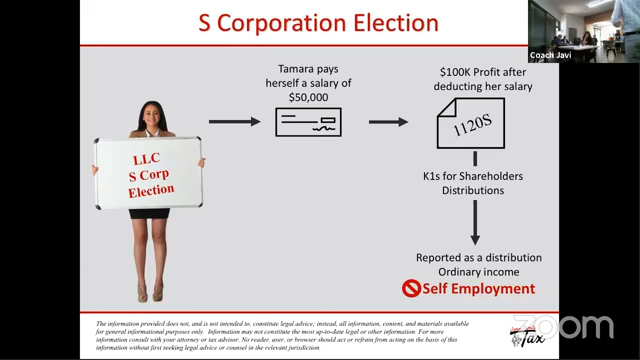 S Corporation Election
Coach Javi
Tamara pays
herself a salary of
$50,000
$100K Profit after
deducting her salary
1120S
LLC
S Corp
Election
K1s for Shareholders
Distributions
Reported as a distribution
Ordinary income
Self Employment
The information provided does not, and is not intended to, constitute legal advice; instead, all information, content, and materials available
for general informational purposes only. Information may not constitute the most up-to-date legal or other information. For more
information consult with your attorney or tax advisor. No reader, user, or browser should act or refrain from acting on the basis of this
information without first seeking legal advice or counsel in the relevant jurisdiction.
Tax
zoom